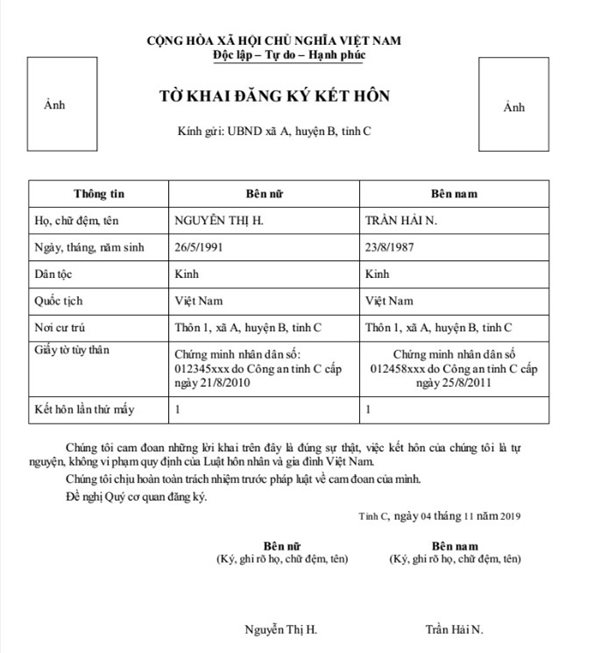 CỘNG HÒA XÃ HỘI CHỦ NGHĨA VIỆT NAM
Độc lập – Tự do – Hạnh phúc
Ảnh
TỜ KHAI ĐĂNG KÝ KẾT HÔN
Ảnh
Kính gửi: UBND xã A, huyện B, tỉnh C
Thông tin Bên nữ Bên nam
Họ, chữ đệm, tên NGUYỄN THỊ H. TRẦN HẢI N.
Ngày, tháng, năm sinh 26/5/1991 23/8/1987
Dân tộc Kinh Kinh
Quốc tịch Việt Nam Việt Nam
Nơi cư trú Thôn 1, xã A, huyện B, tỉnh C Thôn 1, xã A, huyện B, tỉnh C
Giấy tờ tùy thân Chứng minh nhân dân số: Chứng minh nhân dân số
012345xxx do Công an tỉnh C cấp 012458xxx do Công an tỉnh C cấp
ngày 21/8/2010 ngày 25/8/2011
Kết hôn lần thứ mấy 1 1
Chúng tôi cam đoan những lời khai trên đây là đúng sự thật, việc kết hôn của chúng tôi là tự
nguyện, không vi phạm quy định của Luật hôn nhân và gia đình Việt Nam.
Chúng tôi chịu hoàn toàn trách nhiệm trước pháp luật về cam đoan của mình.
Đề nghị Quý cơ quan đăng ký.
Tỉnh C, ngày 04 tháng 11 năm 2019
Bên nữ Bên nam
(Ký, ghi rõ họ, chữ đệm, tên) (Ký, ghi rõ họ, chữ đệm, tên)
Nguyễn Thị H. Trần Hải N.